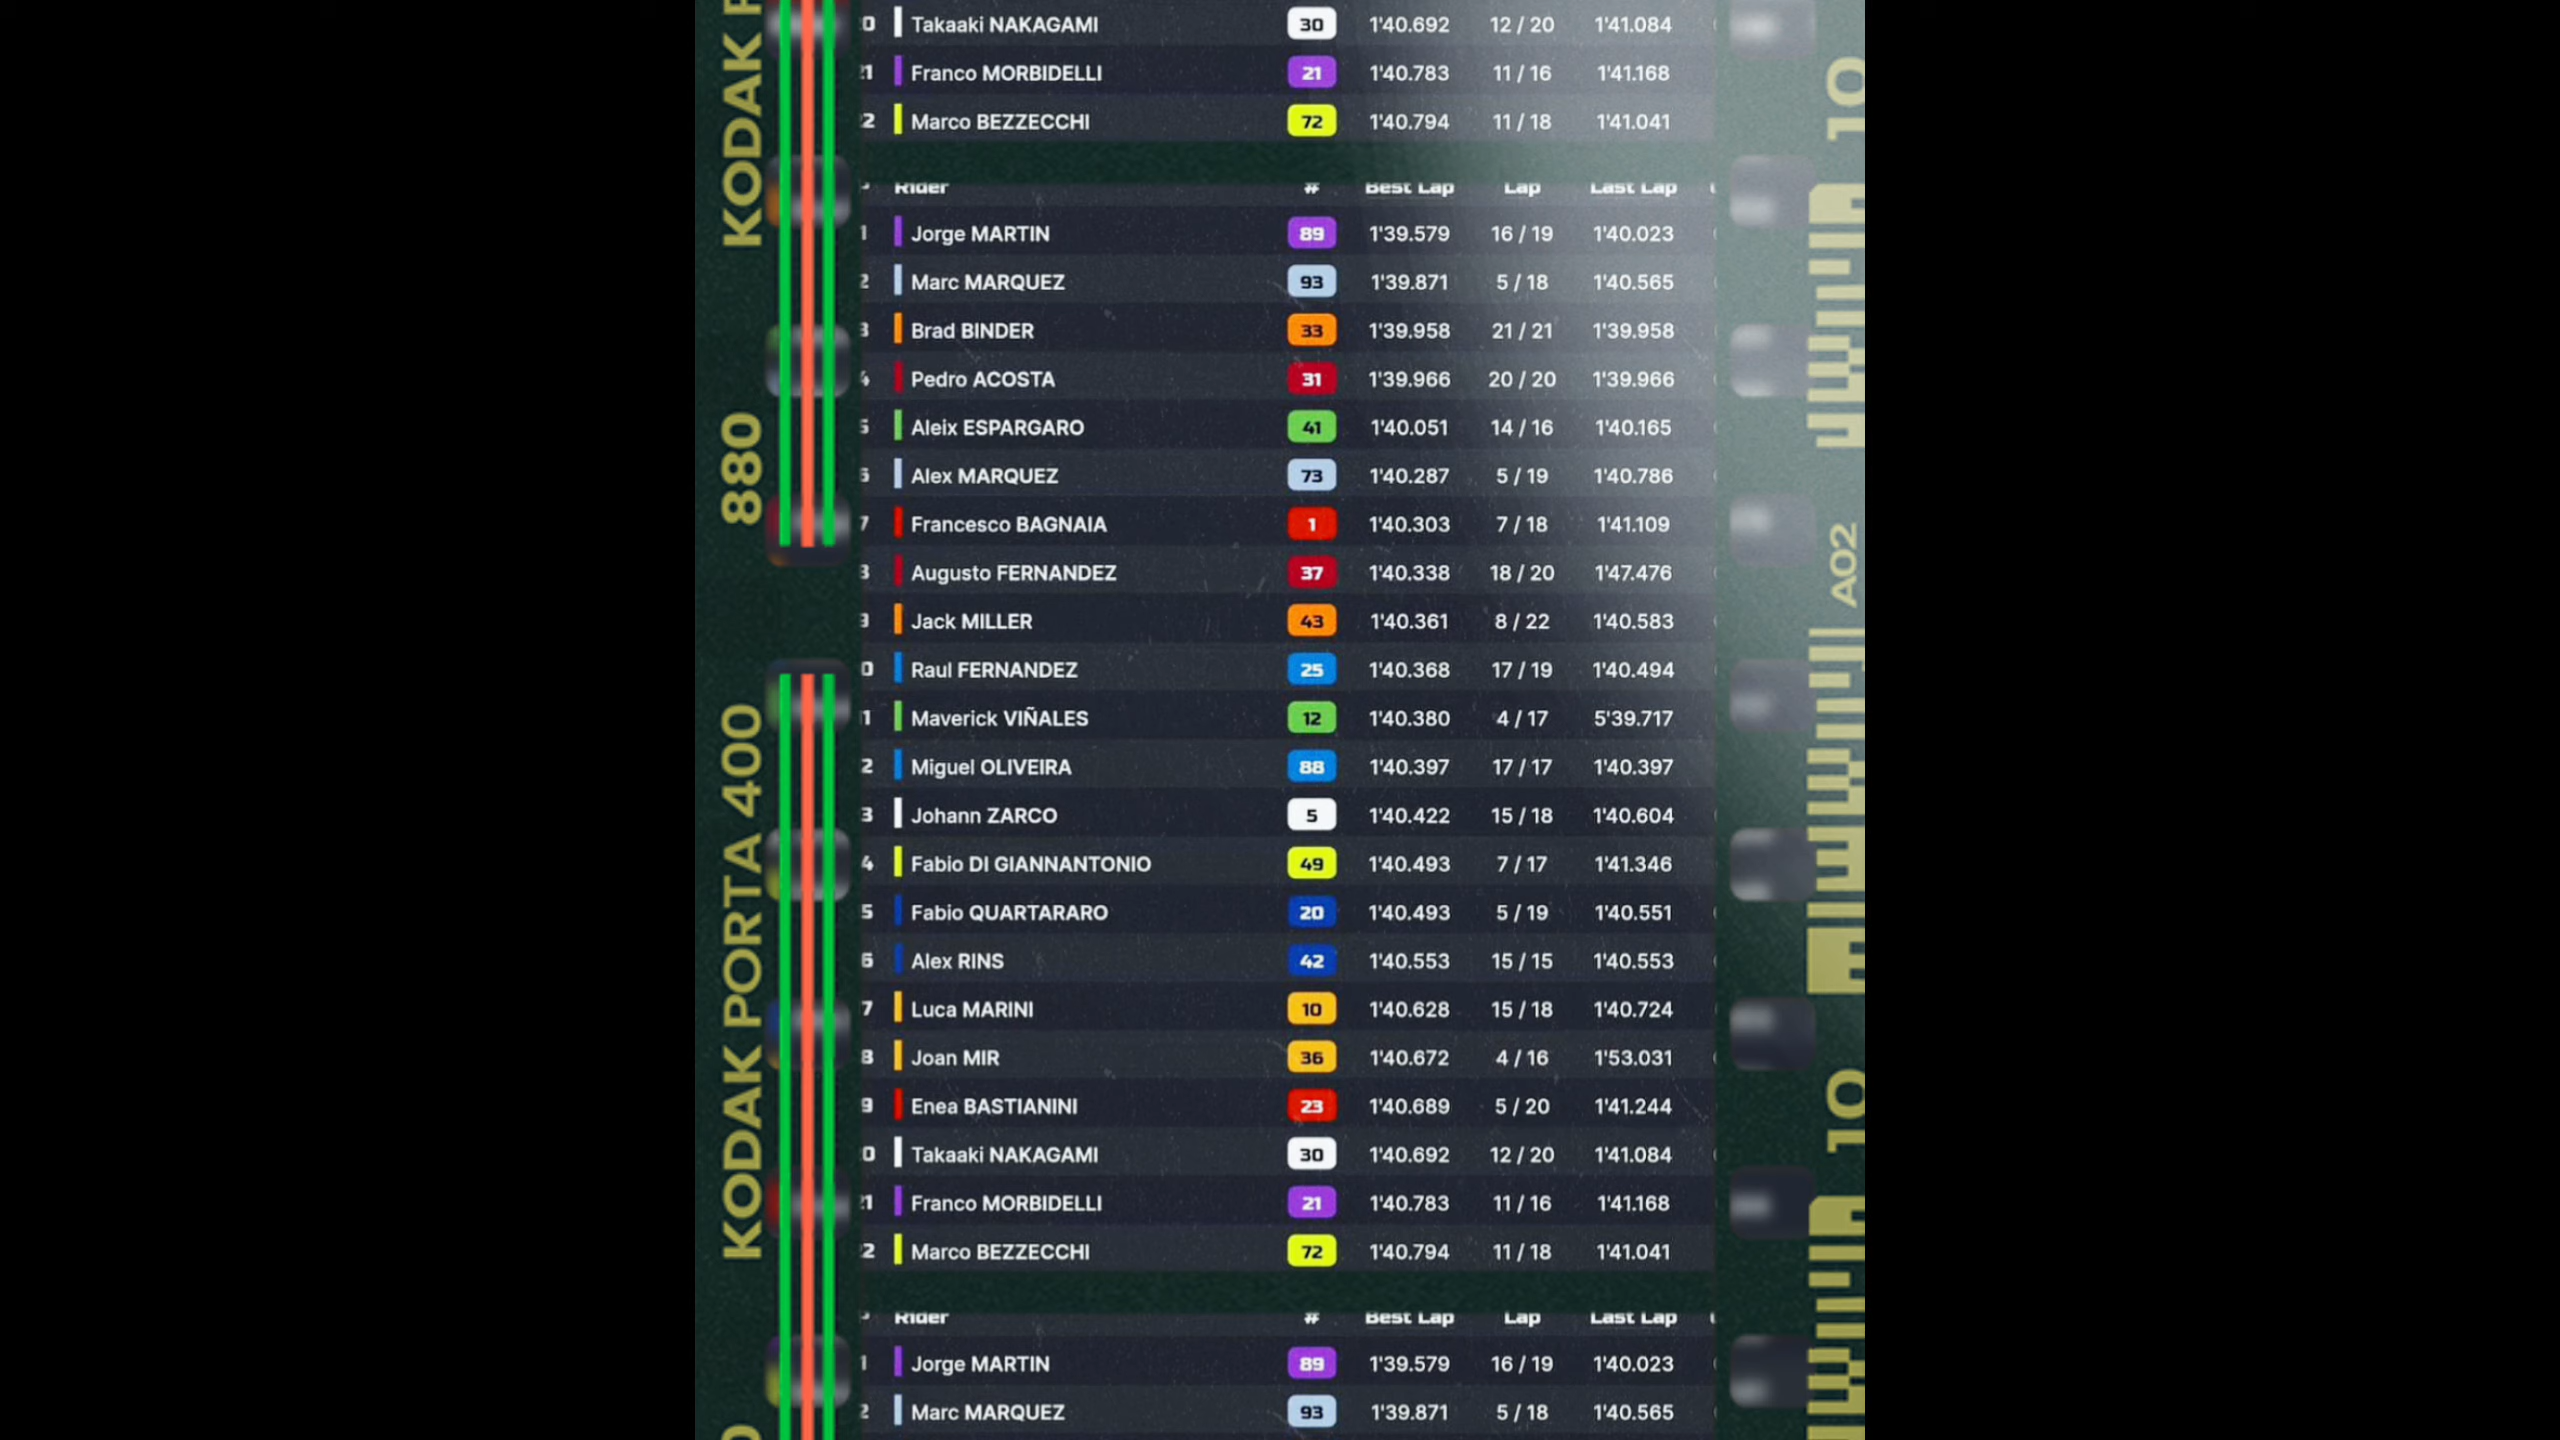 Takaaki NAKAGAMI 30 1'40.692 12 / 20 1'41.084
Franco MORBIDELLI 21 1'40.783 11 / 16 1'41.168
Marco BEZZECCHI 72 1'40.794 11 / 18 1'41.041
Rider # Best Lap Lap Last Lap
1 Jorge MARTIN 89 1'39.579 16 / 19 1'40.023
2 Marc MARQUEZ 93 1'39.871 5 / 18 1'40.565
3 Brad BINDER 33 1'39.958 21 / 21 1'39.958
4 Pedro ACOSTA 31 1'39.966 20 / 20 1'39.966
5 Aleix ESPARGARO 41 1'40.051 14 / 16 1'40.165
6 Alex MARQUEZ 73 1'40.287 5 / 19 1'40.786
7 Francesco BAGNAIA 1 1'40.303 7 / 18 1'41.109
8 Augusto FERNANDEZ 37 1'40.338 18 / 20 1'47.476
9 Jack MILLER 43 1'40.361 8 / 22 1'40.583
0 Raul FERNANDEZ 25 1'40.368 17 / 19 1'40.494
1 Maverick VIÑALES 12 1'40.380 4 / 17 5'39.717
2 Miguel OLIVEIRA 88 1'40.397 17 / 17 1'40.397
3 Johann ZARCO 5 1'40.422 15 / 18 1'40.604
4 Fabio DI GIANNANTONIO 49 1'40.493 7 / 17 1'41.346
5 Fabio QUARTARARO 20 1'40.493 5 / 19 1'40.551
6 Alex RINS 42 1'40.553 15 / 15 1'40.553
7 Luca MARINI 10 1'40.628 15 / 18 1'40.724
8 Joan MIR 36 1'40.672 4 / 16 1'53.031
9 Enea BASTIANINI 23 1'40.689 5 / 20 1'41.244
0 Takaaki NAKAGAMI 30 1'40.692 12 / 20 1'41.084
21 Franco MORBIDELLI 21 1'40.783 11 / 16 1'41.168
2 Marco BEZZECCHI 72 1'40.794 11 / 18 1'41.041
Rider # Best Lap Lap Last Lap
1 Jorge MARTIN 89 1'39.579 16 / 19 1'40.023
2 Marc MARQUEZ 93 1'39.871 5 / 18 1'40.565
KODAK
880
KODAK PORTA 400
10
A02
10